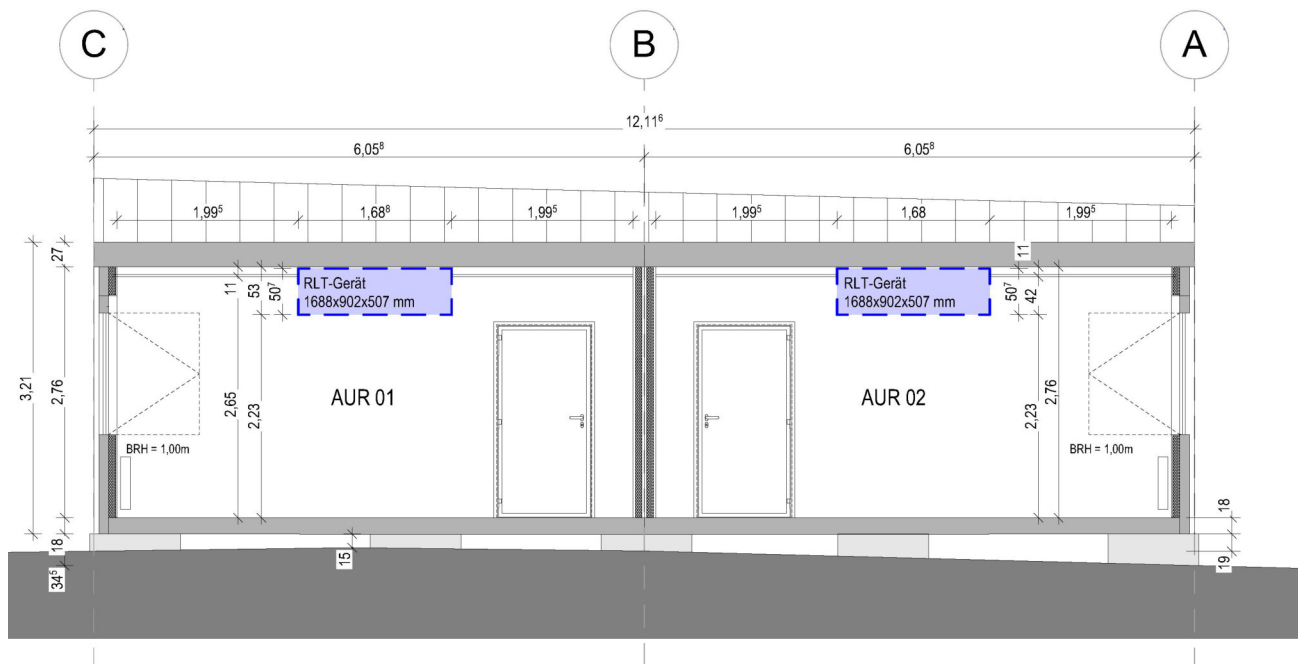 C
B
A
12,11⁶
6,05⁸
6,05⁸
1,99⁵
1,68⁸
1,99⁵
1,99⁵
1,68
1,99⁵
27
11
53
50⁷
RLT-Gerät
1688x902x507 mm
11
50⁷
42
RLT-Gerät
1688x902x507 mm
3,21
2,76
2,65
2,23
AUR 01
AUR 02
2,23
2,76
BRH = 1,00m
BRH = 1,00m
18
34⁵
15
18
19